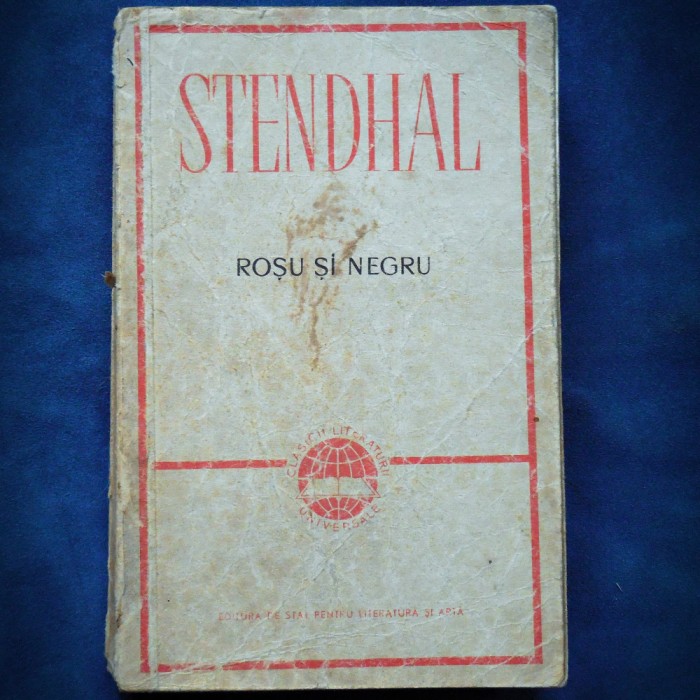 STENDHAL
ROȘU ȘI NEGRU
CLASICII LITERATURII
UNIVERSALE
EDITURA DE STAT PENTRU LITERATURĂ ȘI ARTĂ